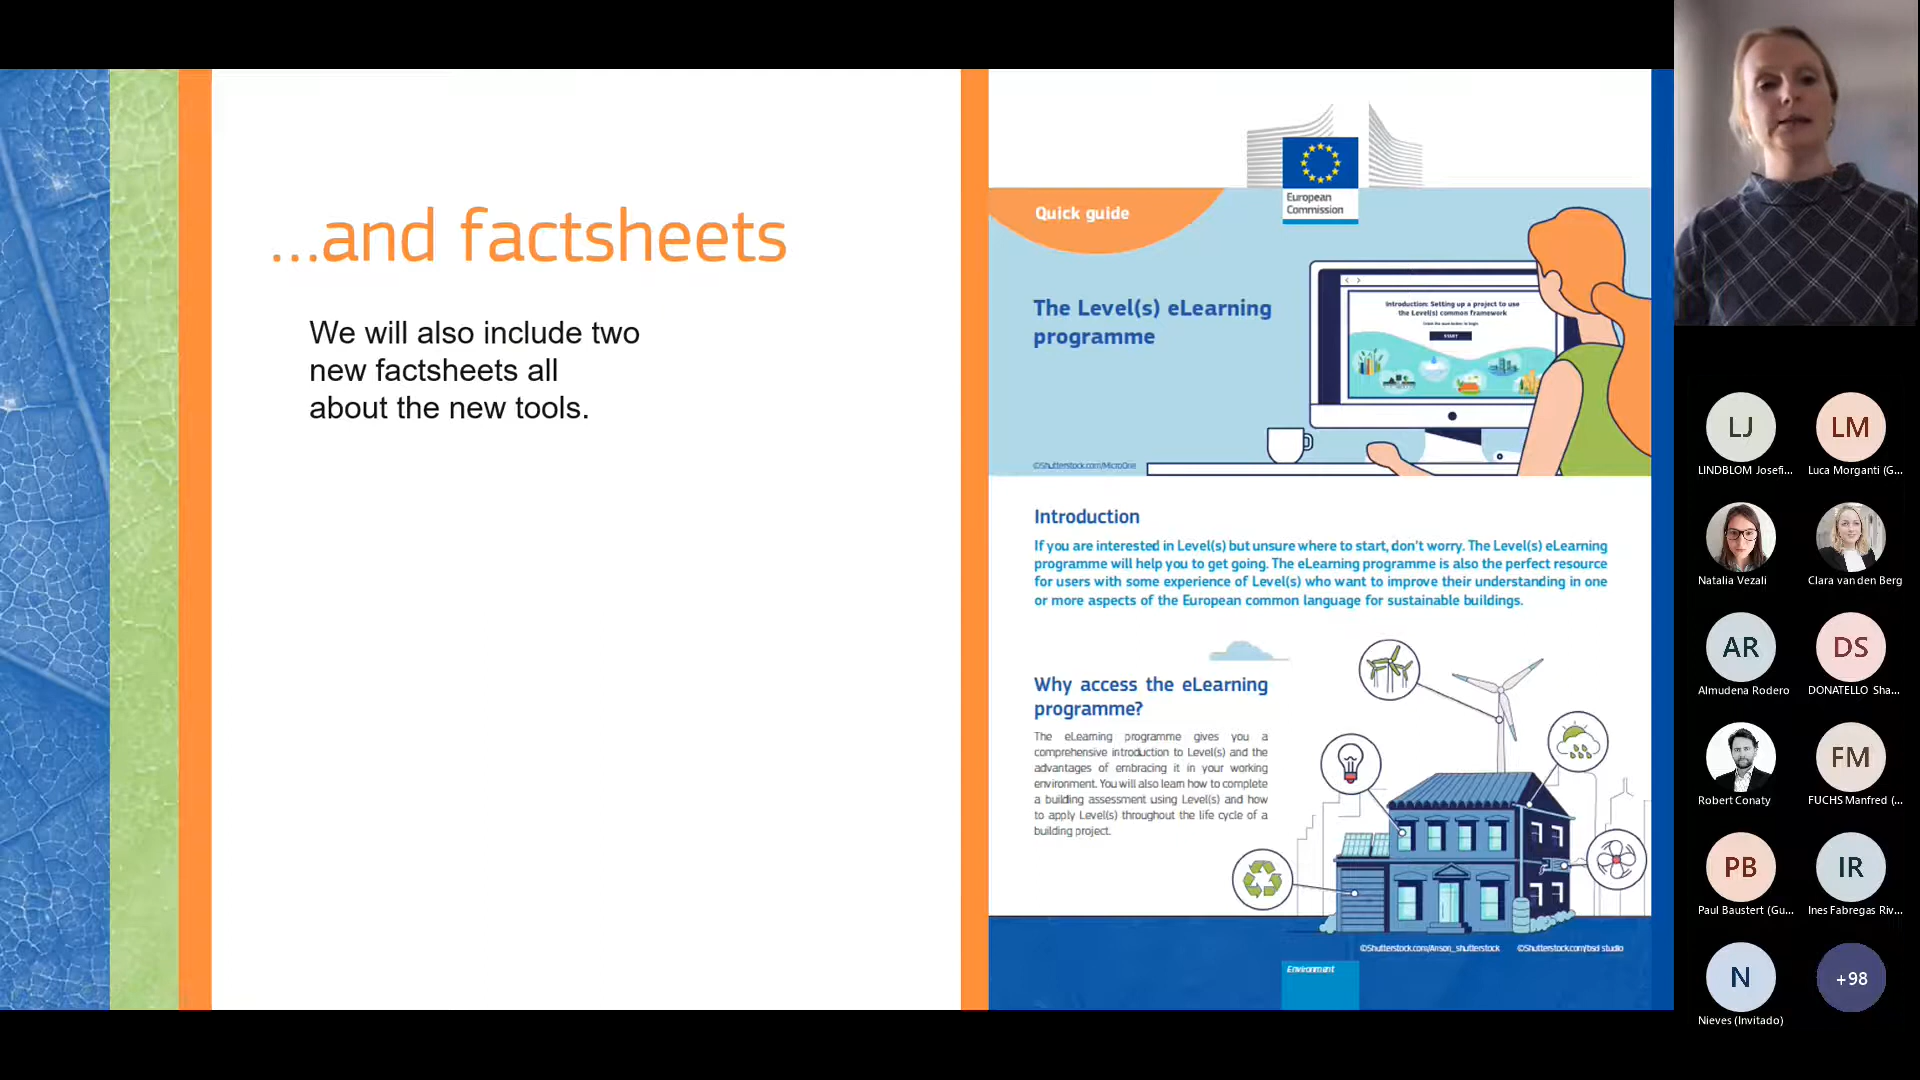 ...and factsheets
We will also include two
new factsheets all
about the new tools.
European
Commission
Quick guide
The Level(s) eLearning
programme
Introduction: Setting up a project to use
the Level(s) common framework
START
©Shutterstock.com/MicroOne
Introduction
If you are interested in Level(s) but unsure where to start, don't worry. The Level(s) eLearning
programme will help you to get going. The eLearning programme is also the perfect resource
for users with some experience of Level(s) who want to improve their understanding in one
or more aspects of the European common language for sustainable buildings.
Why access the eLearning
programme?
The eLearning programme gives you a
comprehensive introduction to Level(s) and the
advantages of embracing it in your working
environment. You will also learn how to complete
a building assessment using Level(s) and how
to apply Level(s) throughout the life cycle of a
building project.
©Shutterstock.com/Anson_shutterstock ©Shutterstock.com/bsd studio
Environment
LJ LM
LINDBLOM Josefi... Luca Morganti (G...
Natalia Vezali Clara van den Berg
AR DS
Almudena Rodero DONATELLO Sha...
FM
Robert Conaty FUCHS Manfred (...
PB IR
Paul Baustert (Gu... Ines Fabregas Riv...
N +98
Nieves (Invitado)